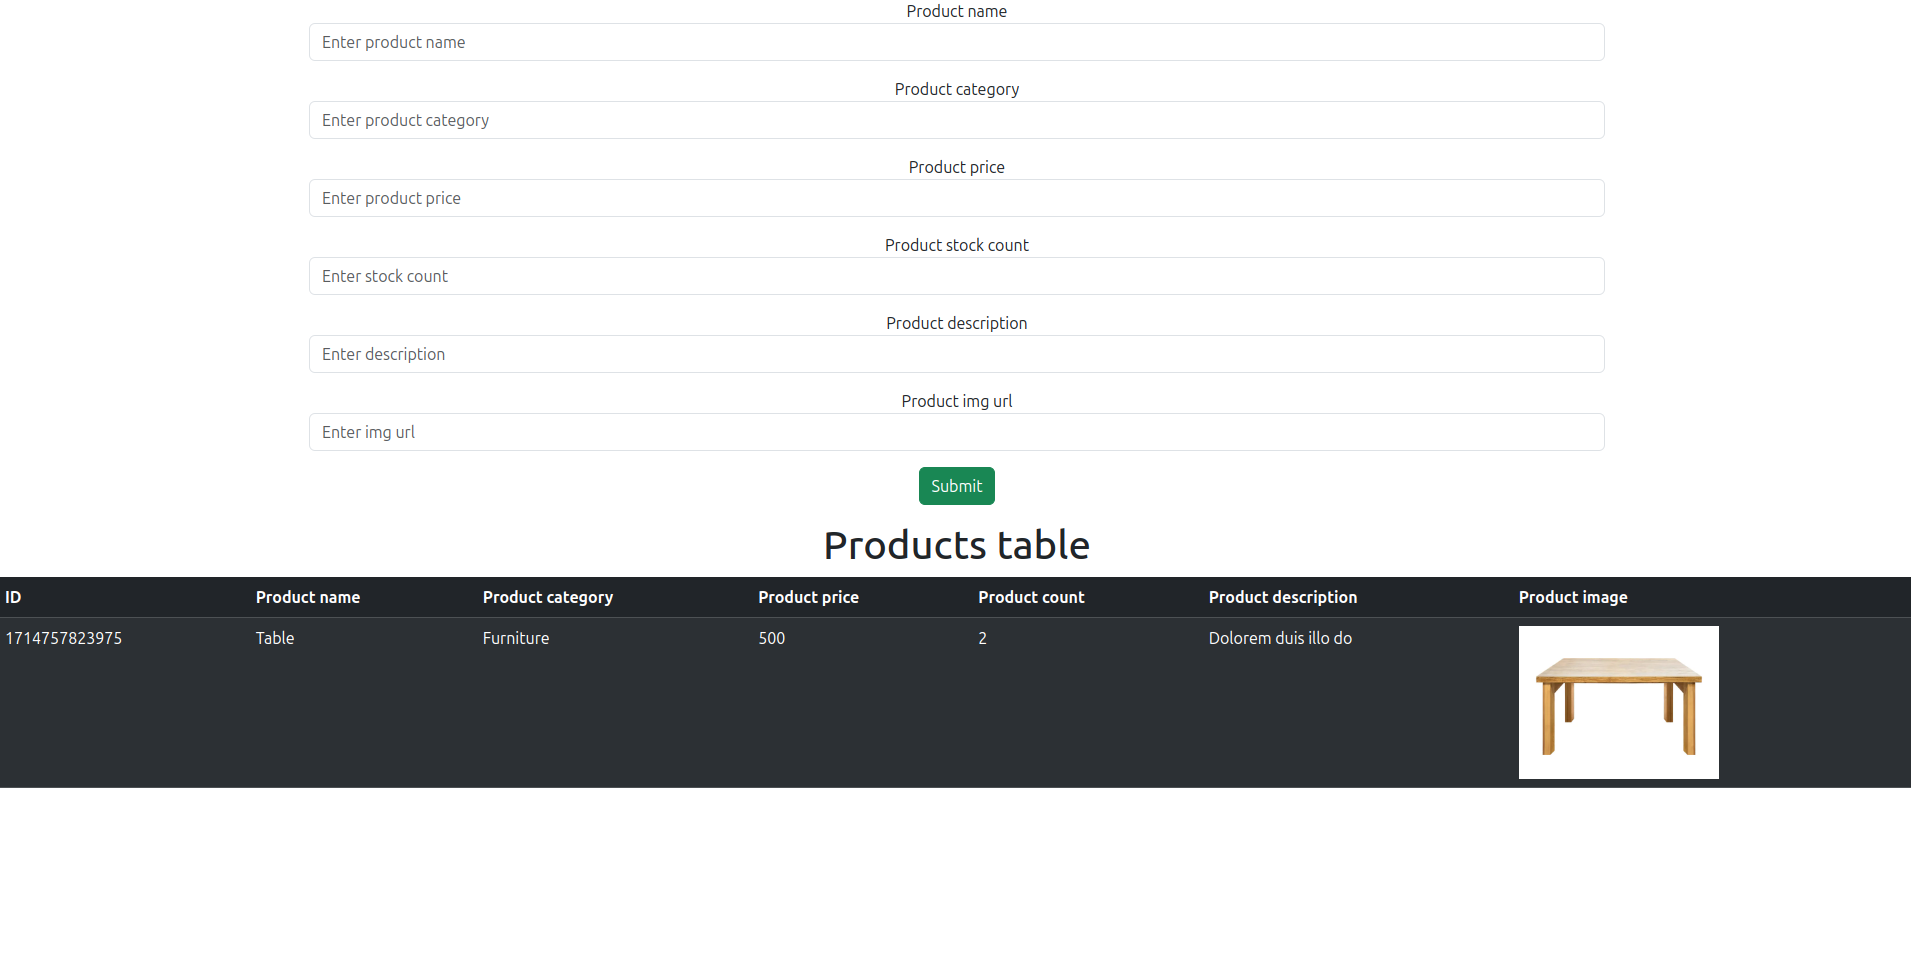 Product name
Enter product name
Product category
Enter product category
Product price
Enter product price
Product stock count
Enter stock count
Product description
Enter description
Product img url
Enter img url
Submit
Products table
ID Product name Product category Product price Product count Product description Product image
1714757823975 Table Furniture 500 2 Dolorem duis illo do